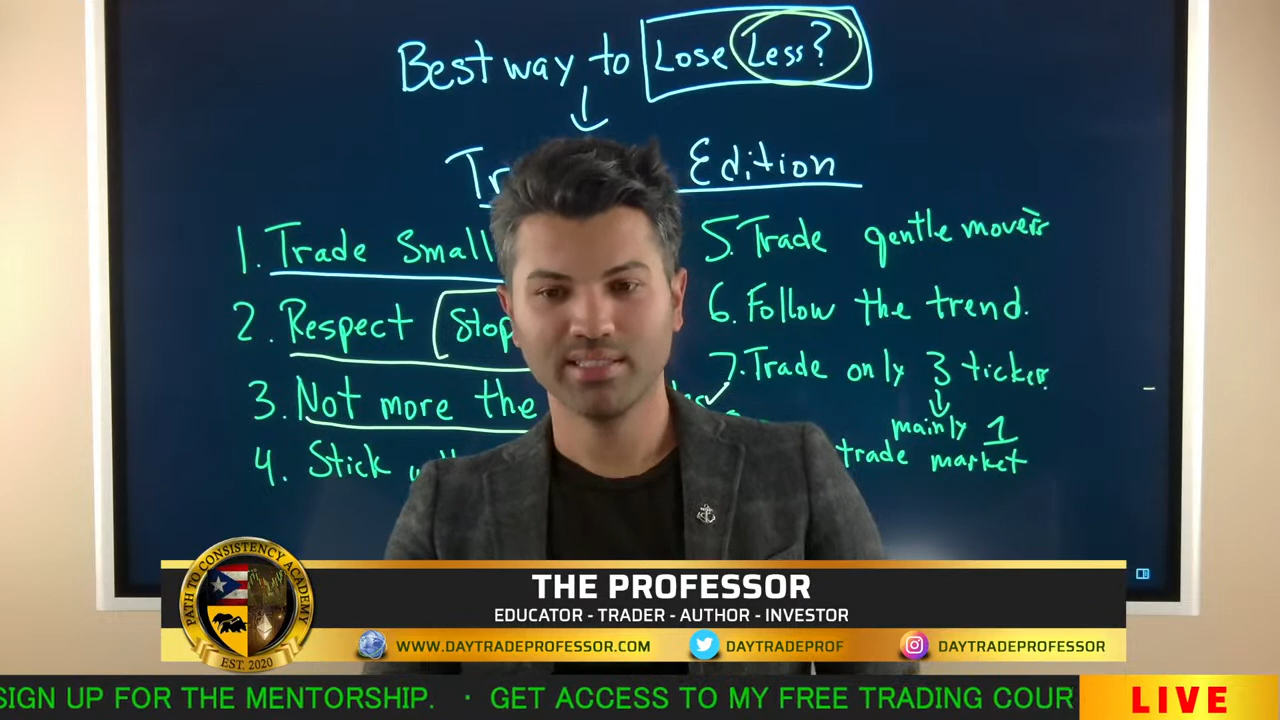 Best way to Lose Less?
Tr Edition
1. Trade Small
2. Respect Stop
3. Not more the
4. Stick
5. Trade gentle movers
6. Follow the trend.
7. Trade only 3 tickers
mainly 1
trade market
PATH TO CONSISTENCY ACADEMY
EST. 2020
THE PROFESSOR
EDUCATOR - TRADER - AUTHOR - INVESTOR
WWW.DAYTRADEPROFESSOR.COM
DAYTRADEPROF
DAYTRADEPROFESSOR
SIGN UP FOR THE MENTORSHIP. · GET ACCESS TO MY FREE TRADING COUR
LIVE